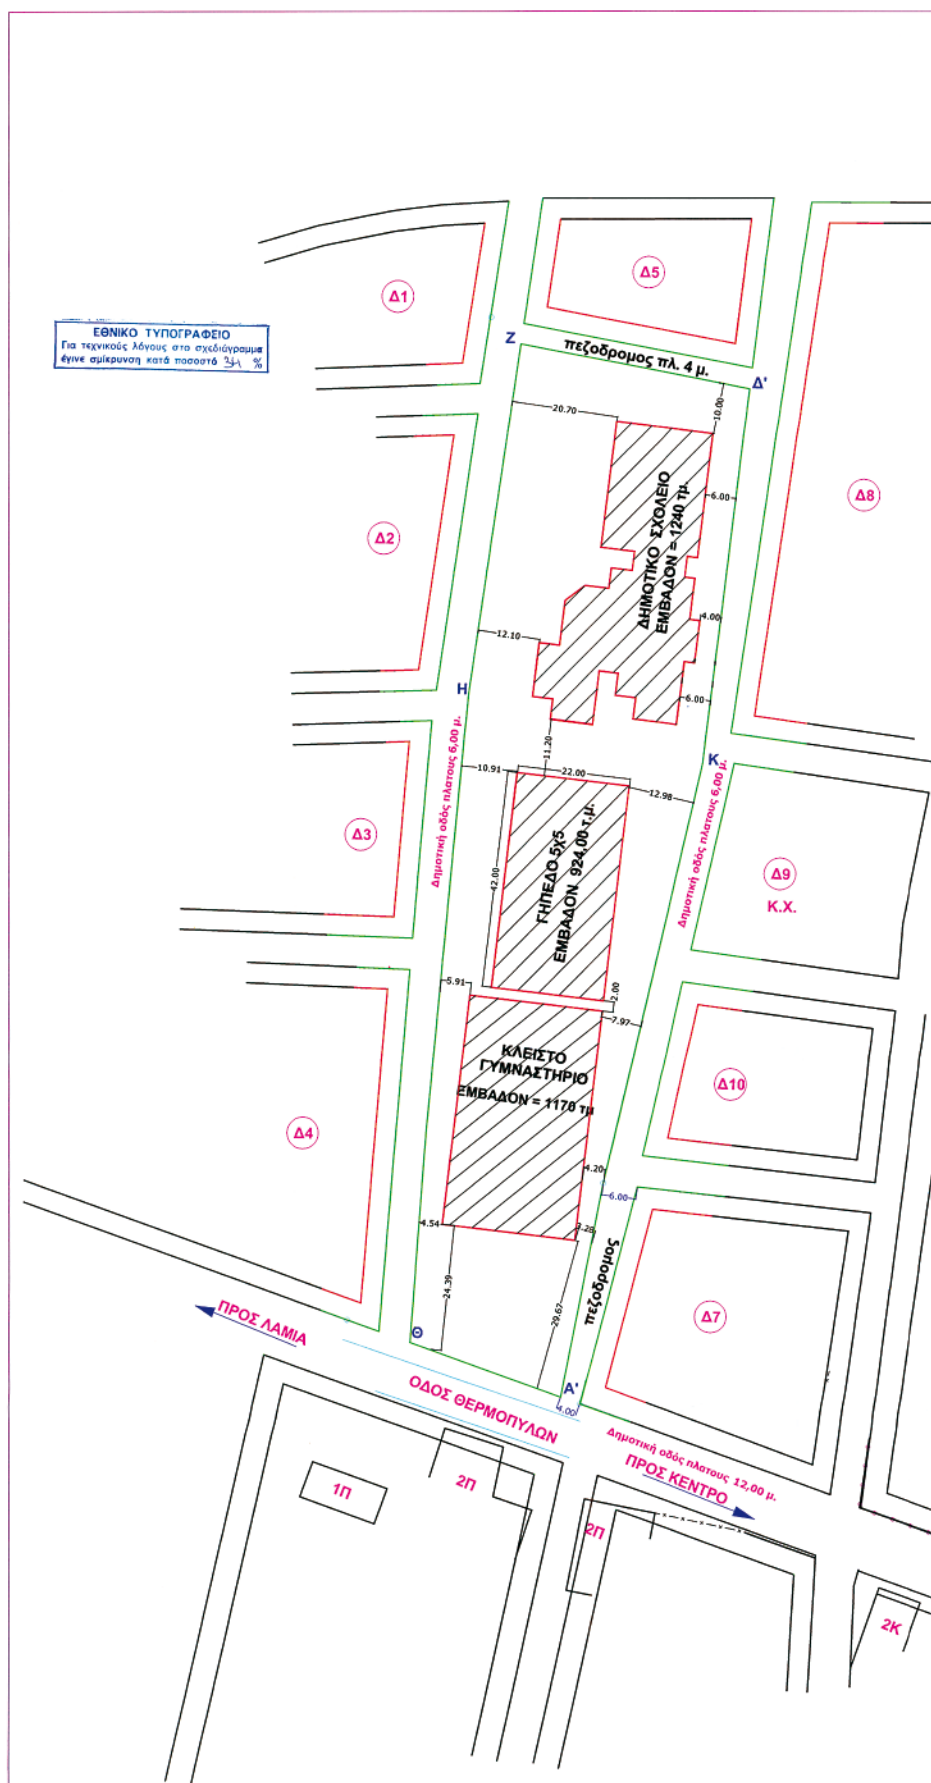 Δ5
Δ1
ΕΘΝΙΚΟ ΤΥΠΟΓΡΑΦΕΙΟ
Για τεχνικούς λόγους στο σχεδιάγραμμα
έγινε σμίκρυνση κατά ποσοστό %
Ζ
πεζοδρομος πλ. 4 μ.
Δ'
10.00
20.70
Δ8
6.00
ΔΗΜΟΤΙΚΟ ΣΧΟΛΕΙΟ
ΕΜΒΑΔΟΝ = 1240 τμ.
Δ2
4.00
12.10
Η
6.00
11.20
Κ
10.91
22.00
12.98
Δημοτική οδός πλατους 6,00 μ.
Δημοτική οδός πλατους 6,00 μ.
Δ3
42.00
ΓΗΠΕΔΟ 5χ5
ΕΜΒΑΔΟΝ 924,00 τ.μ.
Δ9
Κ.Χ.
5.91
2.00
7.97
ΚΛΕΙΣΤΟ
ΓΥΜΝΑΣΤΗΡΙΟ
ΕΜΒΑΔΟΝ = 1170 τμ
Δ10
Δ4
4.20
6.00
4.54
3.28
πεζοδρομος
24.39
29.67
Δ7
ΠΡΟΣ ΛΑΜΙΑ
Θ
Α'
4.00
ΟΔΟΣ ΘΕΡΜΟΠΥΛΩΝ
Δημοτική οδός πλατους 12,00 μ.
ΠΡΟΣ ΚΕΝΤΡΟ
1Π
2Π
2Π
2Κ